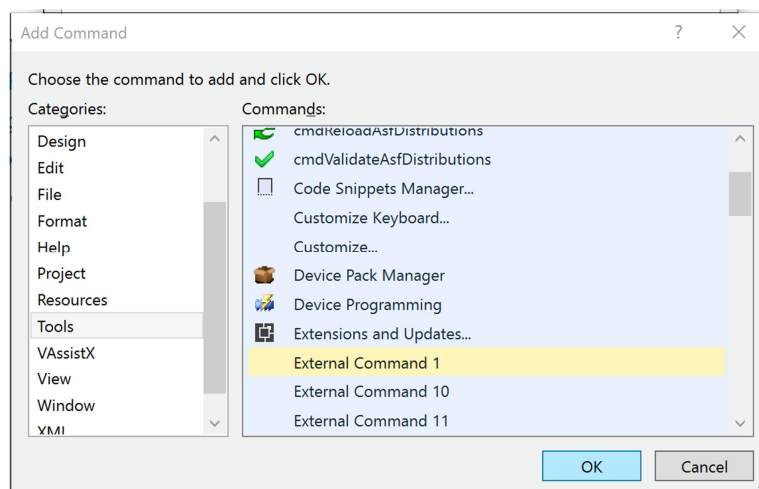 Add Command
?
Choose the command to add and click OK.
Categories:
Commands:
Design
Edit
File
Format
Help
Project
Resources
Tools
VAssistX
View
Window
XML
cmdReloadAsfDistributions
cmdValidateAsfDistributions
Code Snippets Manager...
Customize Keyboard...
Customize...
Device Pack Manager
Device Programming
Extensions and Updates...
External Command 1
External Command 10
External Command 11
OK
Cancel